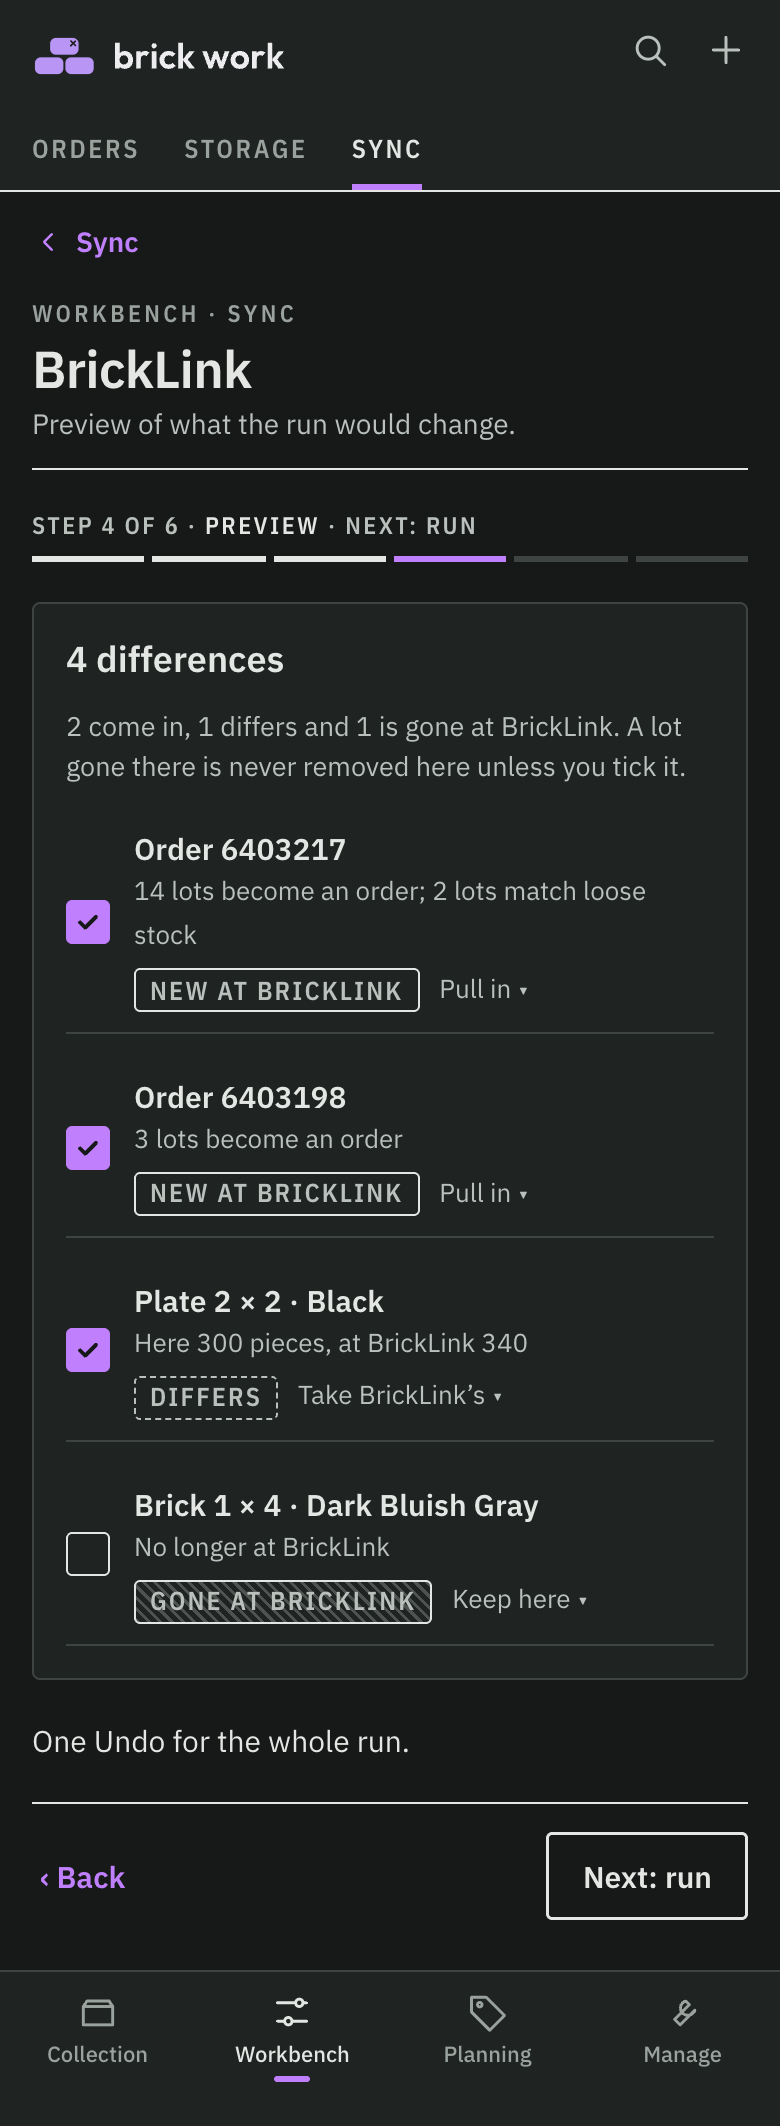 brick work
ORDERS STORAGE SYNC
‹ Sync
WORKBENCH · SYNC
BrickLink
Preview of what the run would change.
STEP 4 OF 6 · PREVIEW · NEXT: RUN
4 differences
2 come in, 1 differs and 1 is gone at BrickLink. A lot
gone there is never removed here unless you tick it.
Order 6403217
14 lots become an order; 2 lots match loose
stock
NEW AT BRICKLINK Pull in ▾
Order 6403198
3 lots become an order
NEW AT BRICKLINK Pull in ▾
Plate 2 × 2 · Black
Here 300 pieces, at BrickLink 340
DIFFERS Take BrickLink’s ▾
Brick 1 × 4 · Dark Bluish Gray
No longer at BrickLink
GONE AT BRICKLINK Keep here ▾
One Undo for the whole run.
‹ Back Next: run
Collection Workbench Planning Manage